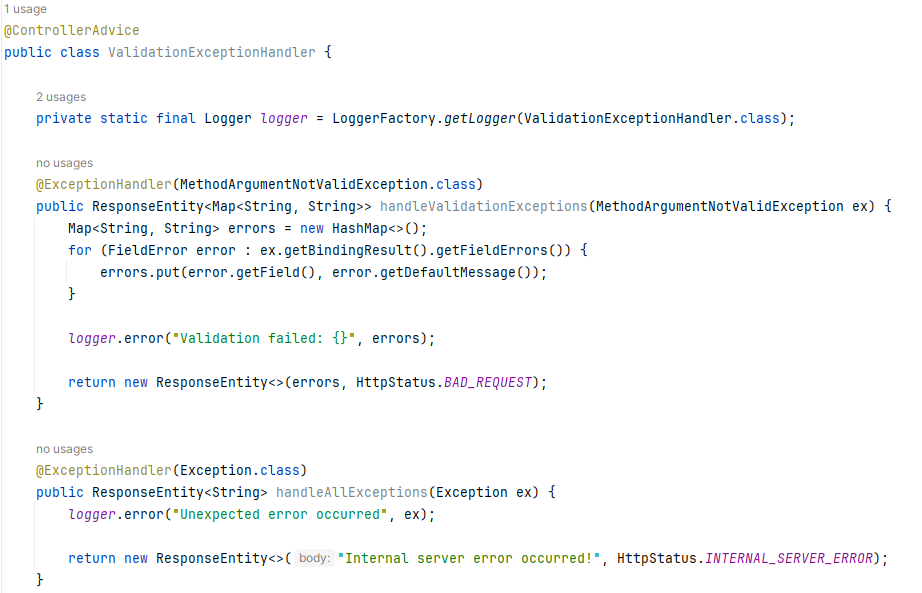 1 usage
@ControllerAdvice
public class ValidationExceptionHandler {
2 usages
private static final Logger logger = LoggerFactory.getLogger(ValidationExceptionHandler.class);
no usages
@ExceptionHandler(MethodArgumentNotValidException.class)
public ResponseEntity<Map<String, String>> handleValidationExceptions(MethodArgumentNotValidException ex) {
Map<String, String> errors = new HashMap<>();
for (FieldError error : ex.getBindingResult().getFieldErrors()) {
errors.put(error.getField(), error.getDefaultMessage());
}
logger.error("Validation failed: {}", errors);
return new ResponseEntity<>(errors, HttpStatus.BAD_REQUEST);
}
no usages
@ExceptionHandler(Exception.class)
public ResponseEntity<String> handleAllExceptions(Exception ex) {
logger.error("Unexpected error occurred", ex);
return new ResponseEntity<>( body: "Internal server error occurred!", HttpStatus.INTERNAL_SERVER_ERROR);
}